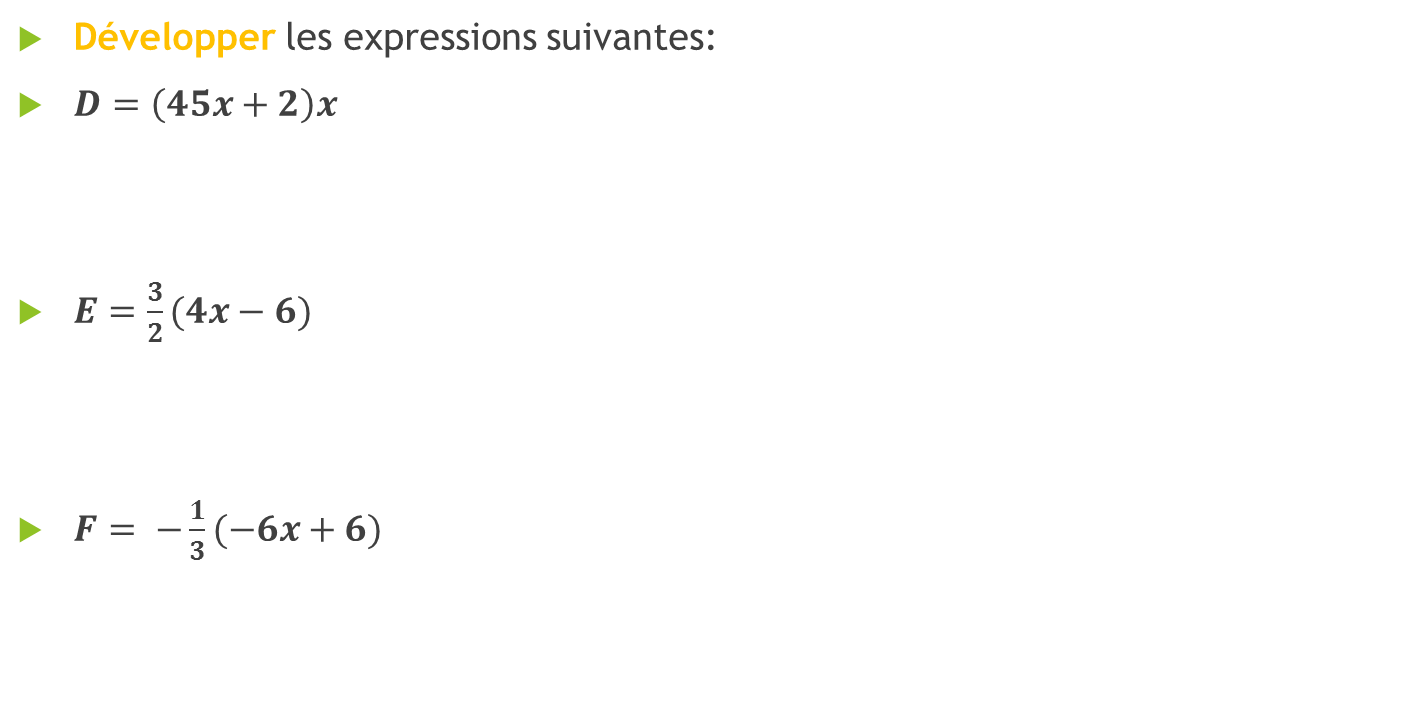 Développer les expressions suivantes:
D = (45x + 2)x
E = 3/2 (4x − 6)
F = −1/3 (−6x + 6)